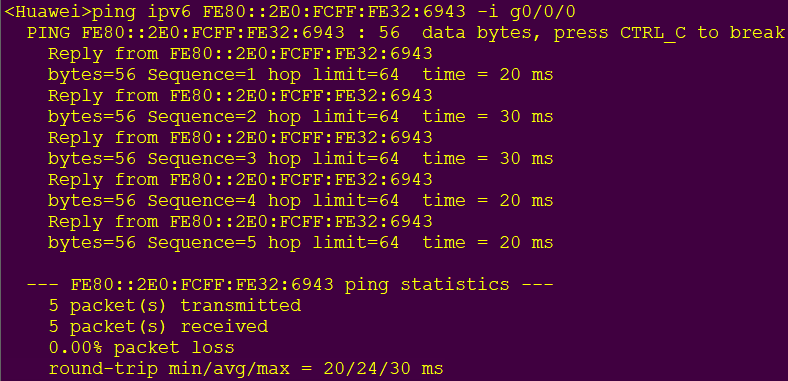 <Huawei>ping ipv6 FE80::2E0:FCFF:FE32:6943 -i g0/0/0
PING FE80::2E0:FCFF:FE32:6943 : 56  data bytes, press CTRL_C to break
Reply from FE80::2E0:FCFF:FE32:6943
bytes=56 Sequence=1 hop limit=64  time = 20 ms
Reply from FE80::2E0:FCFF:FE32:6943
bytes=56 Sequence=2 hop limit=64  time = 30 ms
Reply from FE80::2E0:FCFF:FE32:6943
bytes=56 Sequence=3 hop limit=64  time = 30 ms
Reply from FE80::2E0:FCFF:FE32:6943
bytes=56 Sequence=4 hop limit=64  time = 20 ms
Reply from FE80::2E0:FCFF:FE32:6943
bytes=56 Sequence=5 hop limit=64  time = 20 ms
--- FE80::2E0:FCFF:FE32:6943 ping statistics ---
5 packet(s) transmitted
5 packet(s) received
0.00% packet loss
round-trip min/avg/max = 20/24/30 ms